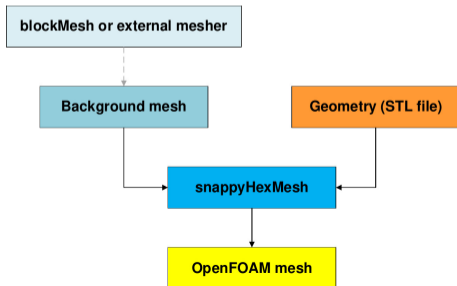 blockMesh or external mesher
Background mesh
Geometry (STL file)
snappyHexMesh
OpenFOAM mesh